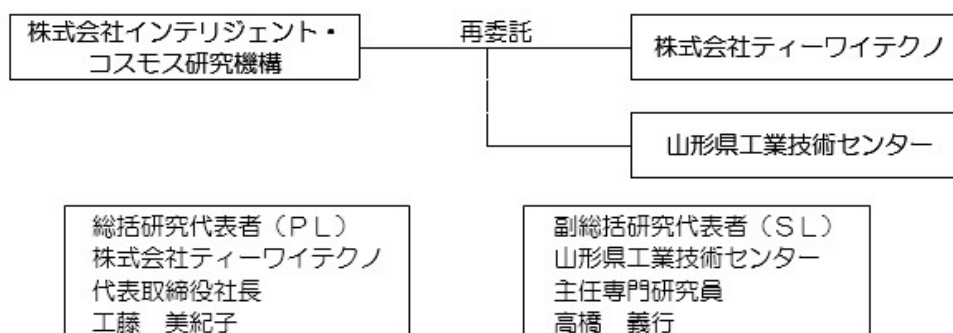 株式会社インテリジェント・
コスモス研究機構
再委託
株式会社ティーワイテクノ
山形県工業技術センター
総括研究代表者（ＰＬ）
株式会社ティーワイテクノ
代表取締役社長
工藤　美紀子
副総括研究代表者（ＳＬ）
山形県工業技術センター
主任専門研究員
高橋　義行